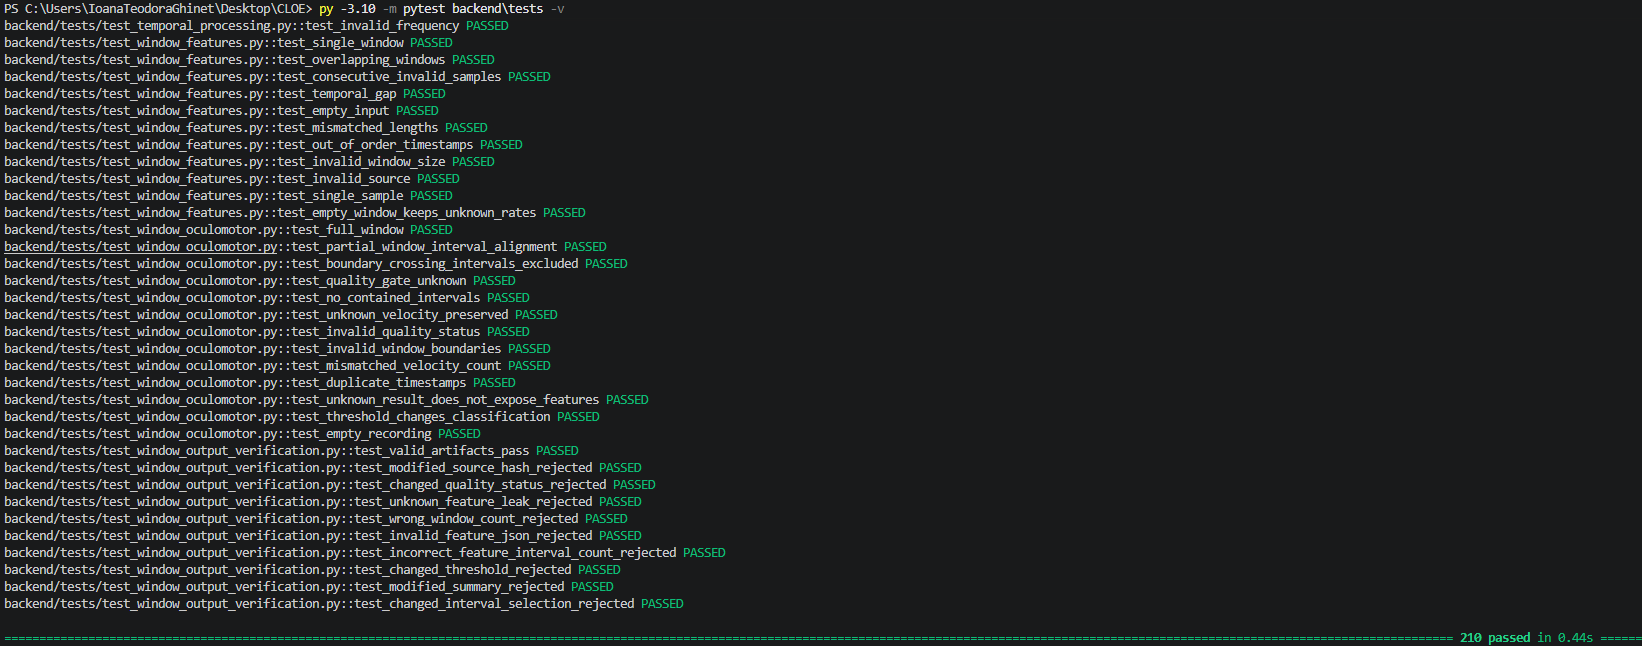 PS C:\Users\IoanaTeodoraGhinet\Desktop\CLOE> py -3.10 -m pytest backend\tests -v
backend/tests/test_temporal_processing.py::test_invalid_frequency PASSED
backend/tests/test_window_features.py::test_single_window PASSED
backend/tests/test_window_features.py::test_overlapping_windows PASSED
backend/tests/test_window_features.py::test_consecutive_invalid_samples PASSED
backend/tests/test_window_features.py::test_temporal_gap PASSED
backend/tests/test_window_features.py::test_empty_input PASSED
backend/tests/test_window_features.py::test_mismatched_lengths PASSED
backend/tests/test_window_features.py::test_out_of_order_timestamps PASSED
backend/tests/test_window_features.py::test_invalid_window_size PASSED
backend/tests/test_window_features.py::test_invalid_source PASSED
backend/tests/test_window_features.py::test_single_sample PASSED
backend/tests/test_window_features.py::test_empty_window_keeps_unknown_rates PASSED
backend/tests/test_window_oculomotor.py::test_full_window PASSED
backend/tests/test_window_oculomotor.py::test_partial_window_interval_alignment PASSED
backend/tests/test_window_oculomotor.py::test_boundary_crossing_intervals_excluded PASSED
backend/tests/test_window_oculomotor.py::test_quality_gate_unknown PASSED
backend/tests/test_window_oculomotor.py::test_no_contained_intervals PASSED
backend/tests/test_window_oculomotor.py::test_unknown_velocity_preserved PASSED
backend/tests/test_window_oculomotor.py::test_invalid_quality_status PASSED
backend/tests/test_window_oculomotor.py::test_invalid_window_boundaries PASSED
backend/tests/test_window_oculomotor.py::test_mismatched_velocity_count PASSED
backend/tests/test_window_oculomotor.py::test_duplicate_timestamps PASSED
backend/tests/test_window_oculomotor.py::test_unknown_result_does_not_expose_features PASSED
backend/tests/test_window_oculomotor.py::test_threshold_changes_classification PASSED
backend/tests/test_window_oculomotor.py::test_empty_recording PASSED
backend/tests/test_window_output_verification.py::test_valid_artifacts_pass PASSED
backend/tests/test_window_output_verification.py::test_modified_source_hash_rejected PASSED
backend/tests/test_window_output_verification.py::test_changed_quality_status_rejected PASSED
backend/tests/test_window_output_verification.py::test_unknown_feature_leak_rejected PASSED
backend/tests/test_window_output_verification.py::test_wrong_window_count_rejected PASSED
backend/tests/test_window_output_verification.py::test_invalid_feature_json_rejected PASSED
backend/tests/test_window_output_verification.py::test_incorrect_feature_interval_count_rejected PASSED
backend/tests/test_window_output_verification.py::test_changed_threshold_rejected PASSED
backend/tests/test_window_output_verification.py::test_modified_summary_rejected PASSED
backend/tests/test_window_output_verification.py::test_changed_interval_selection_rejected PASSED
210 passed in 0.44s